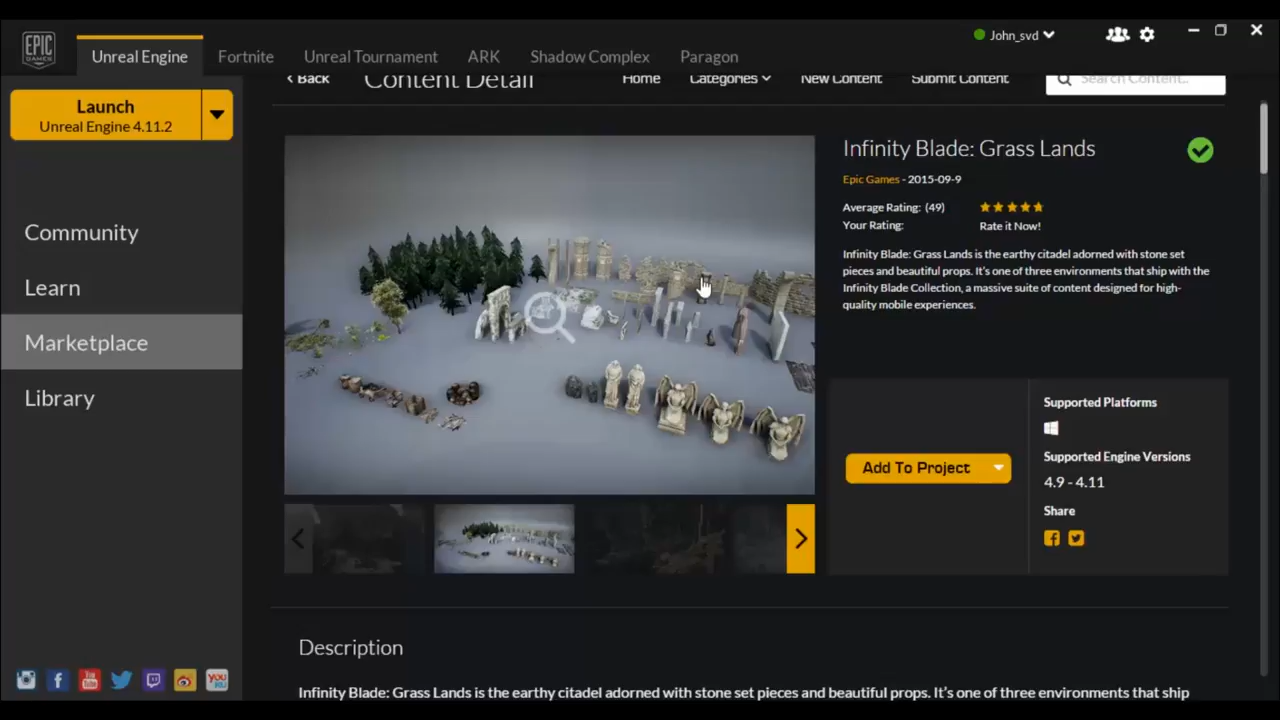 EPIC
GAMES
Unreal Engine
Fortnite
Unreal Tournament
ARK
Shadow Complex
Paragon
John_svd
Launch
Unreal Engine 4.11.2
Back
Content Detail
Home
Categories
New Content
Submit Content
Search Content...
Community
Learn
Marketplace
Library
Infinity Blade: Grass Lands
Epic Games - 2015-09-9
Average Rating: (49)
Your Rating:
Rate it Now!
Infinity Blade: Grass Lands is the earthy citadel adorned with stone set
pieces and beautiful props. It's one of three environments that ship with the
Infinity Blade Collection, a massive suite of content designed for high-
quality mobile experiences.
Add To Project
Supported Platforms
Supported Engine Versions
4.9 - 4.11
Share
Description
Infinity Blade: Grass Lands is the earthy citadel adorned with stone set pieces and beautiful props. It's one of three environments that ship
You
Tube
YOU
KU